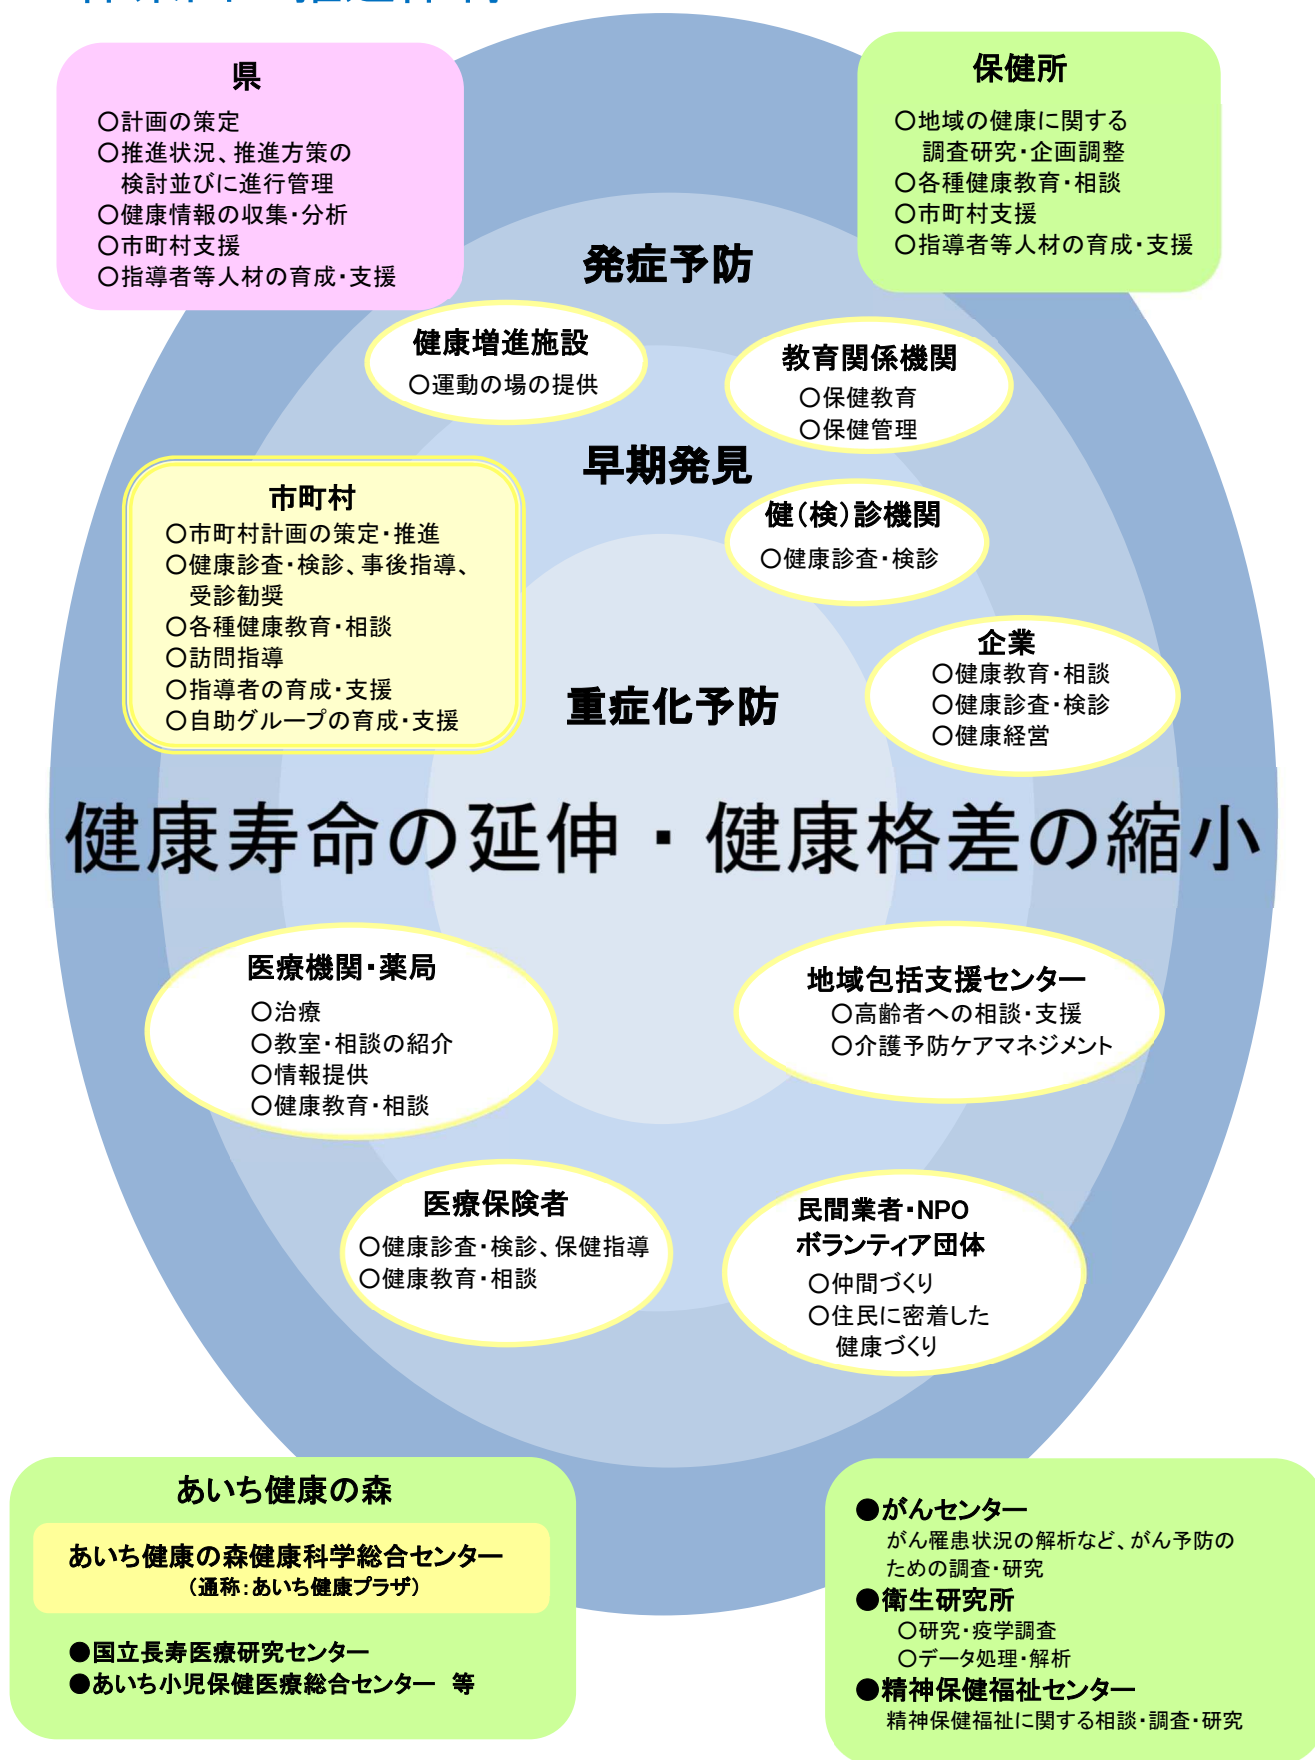 県
○計画の策定
○推進状況、推進方策の
検討並びに進行管理
○健康情報の収集・分析
○市町村支援
○指導者等人材の育成・支援
保健所
○地域の健康に関する
調査研究・企画調整
○各種健康教育・相談
○市町村支援
○指導者等人材の育成・支援
発症予防
健康増進施設
○運動の場の提供
教育関係機関
○保健教育
○保健管理
早期発見
健(検)診機関
○健康診査・検診
市町村
○市町村計画の策定・推進
○健康診査・検診、事後指導、
受診勧奨
○各種健康教育・相談
○訪問指導
○指導者の育成・支援
○自助グループの育成・支援
企業
○健康教育・相談
○健康診査・検診
○健康経営
重症化予防
健康寿命の延伸・健康格差の縮小
医療機関・薬局
○治療
○教室・相談の紹介
○情報提供
○健康教育・相談
地域包括支援センター
○高齢者への相談・支援
○介護予防ケアマネジメント
医療保険者
○健康診査・検診、保健指導
○健康教育・相談
民間業者・NPO
ボランティア団体
○仲間づくり
○住民に密着した
健康づくり
あいち健康の森
あいち健康の森健康科学総合センター
(通称:あいち健康プラザ)
●国立長寿医療研究センター
●あいち小児保健医療総合センター 等
●がんセンター
がん罹患状況の解析など、がん予防の
ための調査・研究
●衛生研究所
○研究・疫学調査
○データ処理・解析
●精神保健福祉センター
精神保健福祉に関する相談・調査・研究